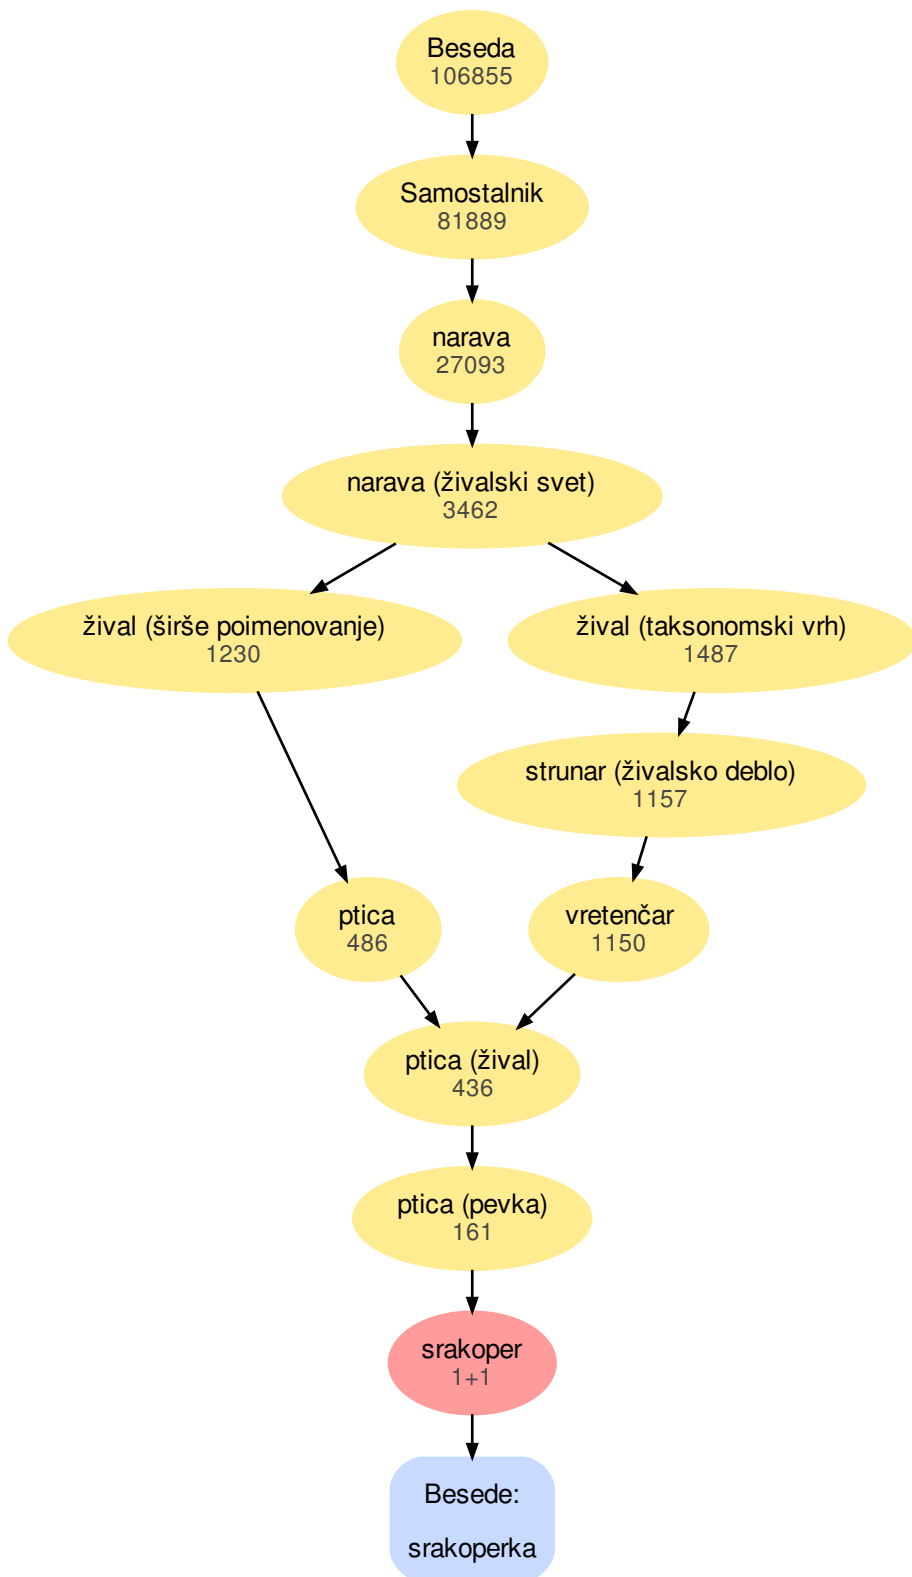 Beseda
106855
Samostalnik
81889
narava
27093
narava (živalski svet)
3462
žival (širše poimenovanje)
1230
žival (taksonomski vrh)
1487
strunar (živalsko deblo)
1157
ptica
486
vretenčar
1150
ptica (žival)
436
ptica (pevka)
161
srakoper
1+1
Besede:
srakoperka